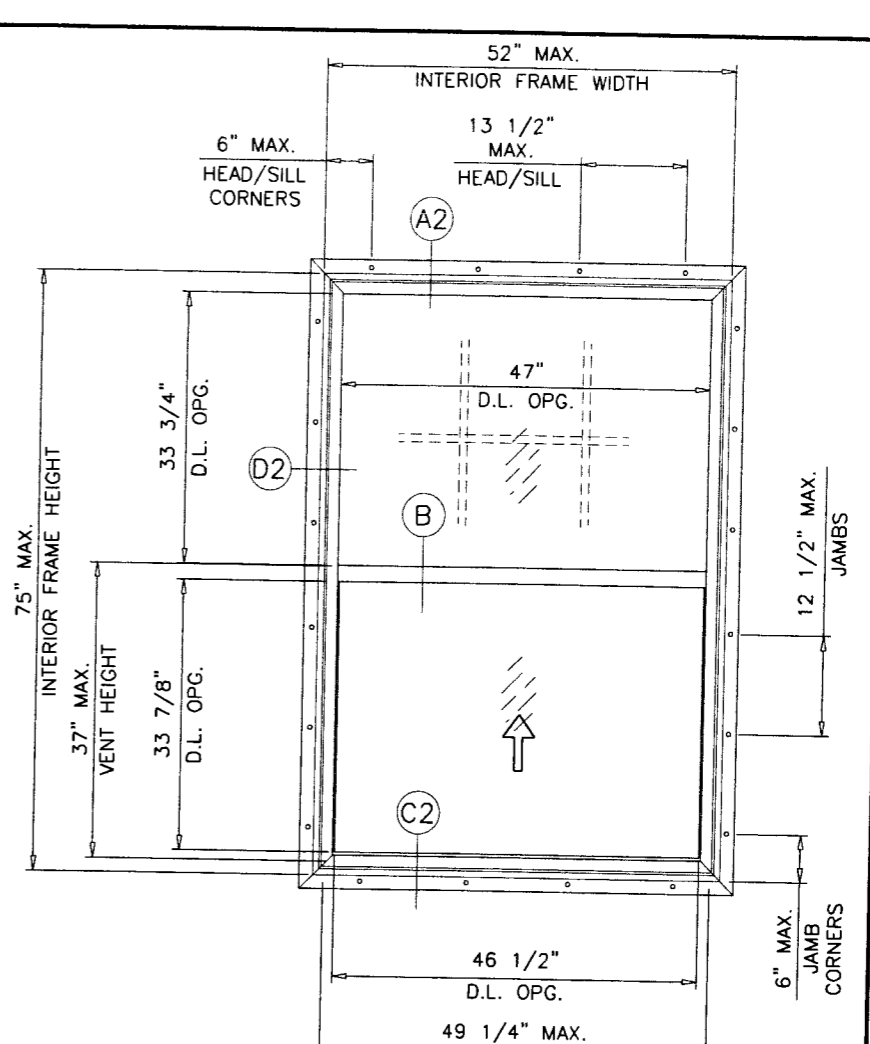 52" MAX.
INTERIOR FRAME WIDTH
6" MAX.
HEAD/SILL
CORNERS
13 1/2"
MAX.
HEAD/SILL
A2
47"
D.L. OPG.
33 3/4"
D.L. OPG.
D2
B
75" MAX.
INTERIOR FRAME HEIGHT
37" MAX.
VENT HEIGHT
33 7/8"
D.L. OPG.
12 1/2" MAX.
JAMBS
C2
6" MAX.
JAMB
CORNERS
46 1/2"
D.L. OPG.
49 1/4" MAX.